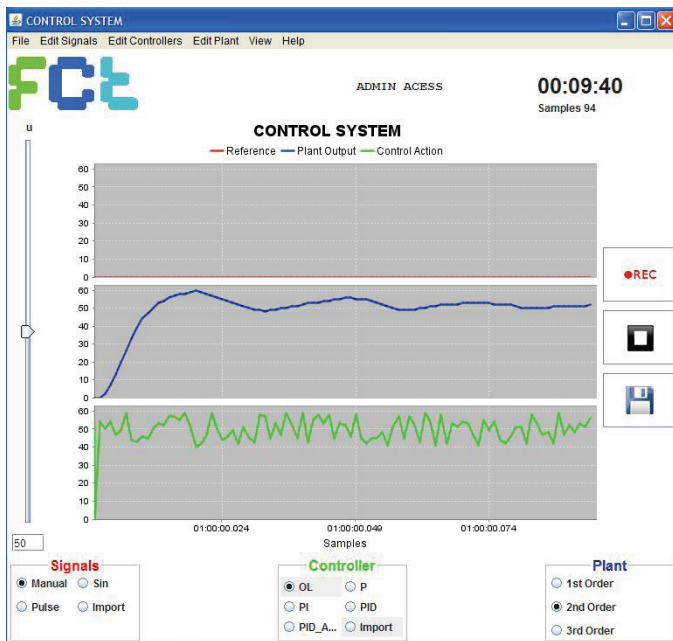 CONTROL SYSTEM
File Edit Signals Edit Controllers Edit Plant View Help
FCt
ADMIN ACESS
00:09:40
Samples 94
u
CONTROL SYSTEM
Reference Plant Output Control Action
60
50
40
30
20
10
0
60
50
40
30
20
10
0
60
50
40
30
20
10
0
01:00:00.024 01:00:00.049 01:00:00.074
Samples
REC
50
Signals
Manual Sin
Pulse Import
Controller
OL P
PI PID
PID_A... Import
Plant
1st Order
2nd Order
3rd Order